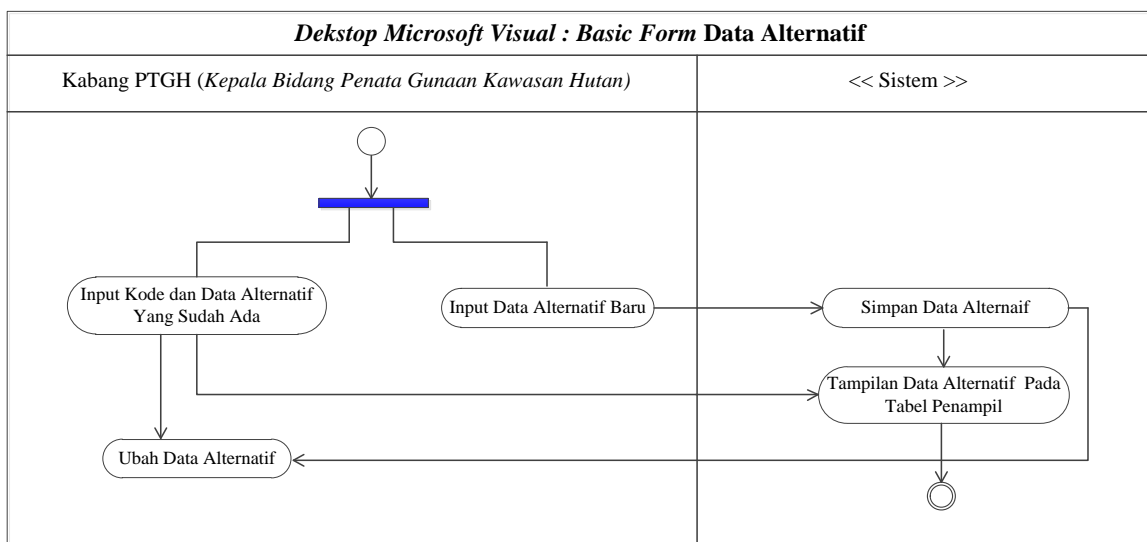 Dekstop Microsoft Visual : Basic Form Data Alternatif
Kabang PTGH (Kepala Bidang Penata Gunaan Kawasan Hutan)
<< Sistem >>
Input Kode dan Data Alternatif
Yang Sudah Ada
Input Data Alternatif Baru
Simpan Data Alternaif
Tampilan Data Alternatif Pada
Tabel Penampil
Ubah Data Alternatif